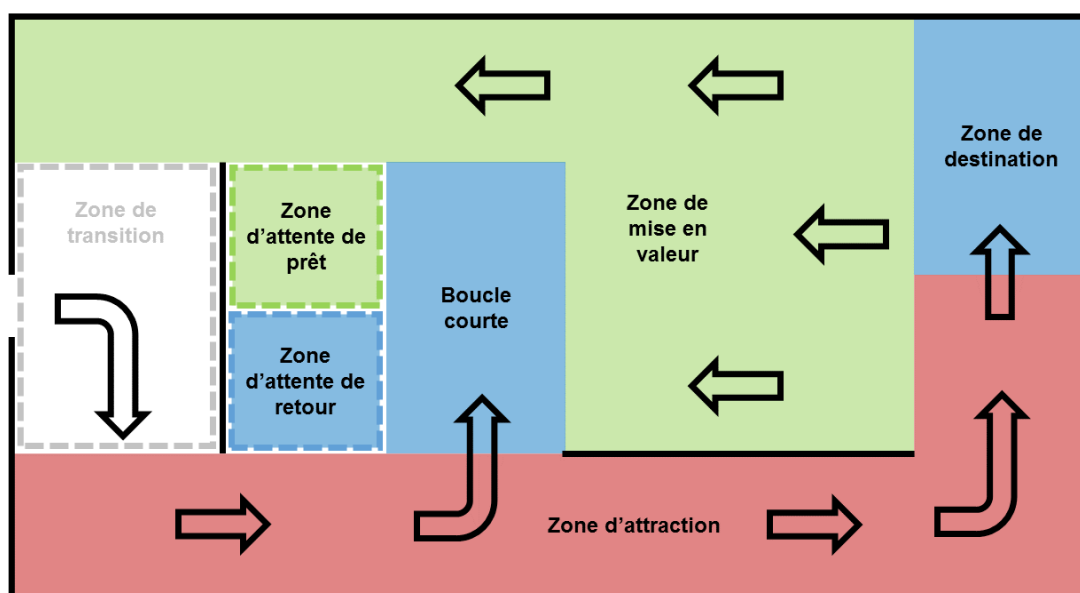 Zone de
destination
Zone de
transition
Zone
d'attente de
prêt
Zone de
mise en
valeur
Boucle
courte
Zone
d'attente de
retour
Zone d'attraction